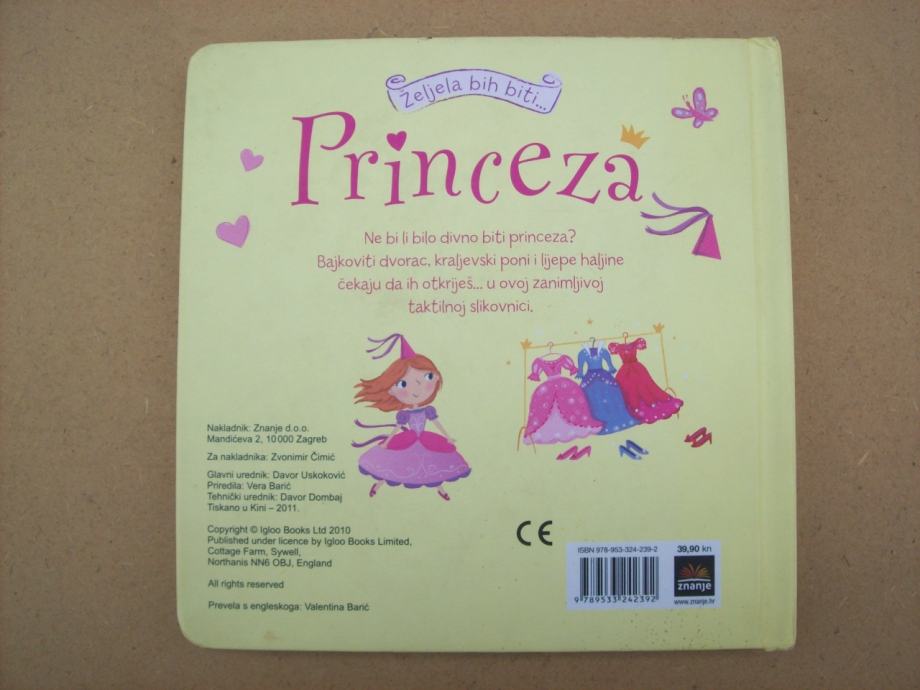 Željela bih biti...
Princeza
Ne bi li bilo divno biti princeza?
Bajkoviti dvorac, kraljevski poni i lijepe haljine
čekaju da ih otkriješ... u ovoj zanimljivoj
taktilnoj slikovnici.
Nakladnik: Znanje d.o.o.
Mandićeva 2, 10 000 Zagreb
Za nakladnika: Zvonimir Čimić
Glavni urednik: Davor Uskoković
Priredila: Vera Barić
Tehnički urednik: Davor Dombaj
Tiskano u Kini – 2011.
Copyright © Igloo Books Ltd 2010
Published under licence by Igloo Books Limited,
Cottage Farm, Sywell,
Northanis NN6 OBJ, England
All rights reserved
Prevela s engleskoga: Valentina Barić
CE
ISBN 978-953-324-239-2
9 789533 242392
39,90 kn
znanje
www.znanje.hr